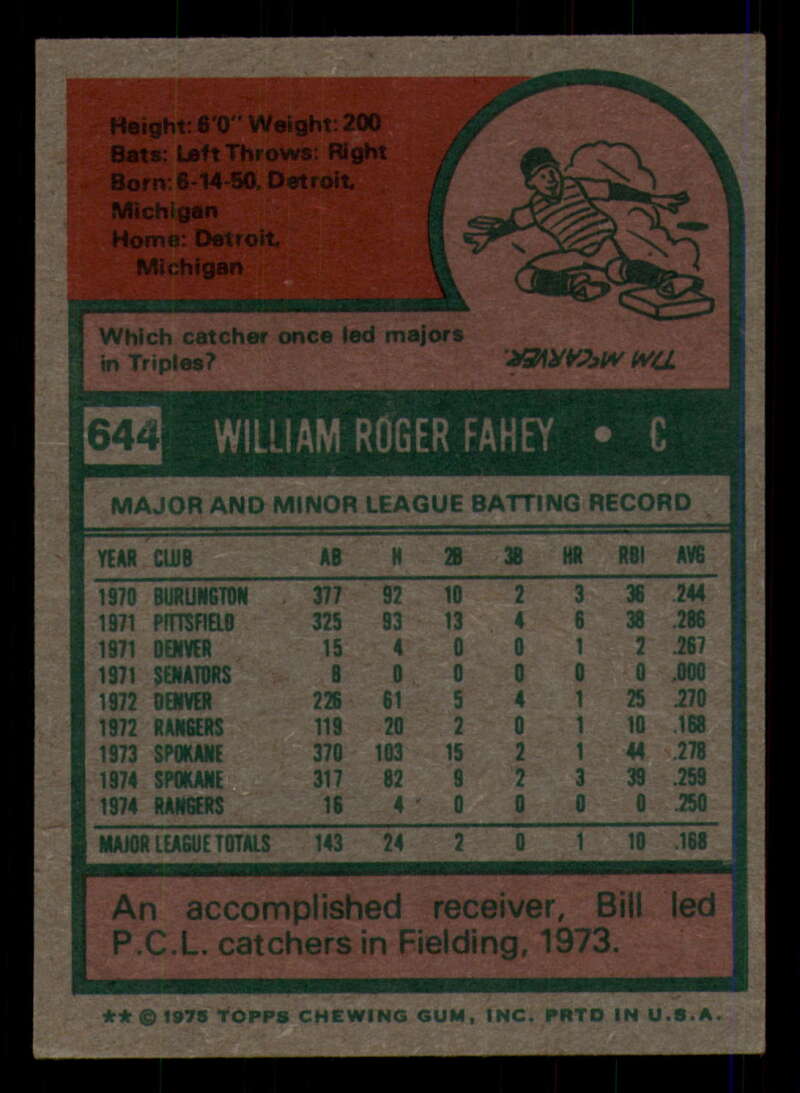 Height: 6'0" Weight: 200
Bats: Left Throws: Right
Born: 6-14-50, Detroit,
Michigan
Home: Detroit,
Michigan
Which catcher once led majors
in Triples?
TIM McCARVER.
644 WILLIAM ROGER FAHEY • C
MAJOR AND MINOR LEAGUE BATTING RECORD
YEAR CLUB AB H 2B 3B HR RBI AVG
1970 BURLINGTON 377 92 10 2 3 36 .244
1971 PITTSFIELD 325 93 13 4 6 38 .286
1971 DENVER 15 4 0 0 1 2 .267
1971 SENATORS 8 0 0 0 0 0 .000
1972 DENVER 226 61 5 4 1 25 .270
1972 RANGERS 119 20 2 0 1 10 .168
1973 SPOKANE 370 103 15 2 1 44 .278
1974 SPOKANE 317 82 9 2 3 39 .259
1974 RANGERS 16 4 0 0 0 0 .250
MAJOR LEAGUE TOTALS 143 24 2 0 1 10 .168
An accomplished receiver, Bill led
P.C.L. catchers in Fielding, 1973.
** © 1975 TOPPS CHEWING GUM, INC. PRTD IN U.S.A.